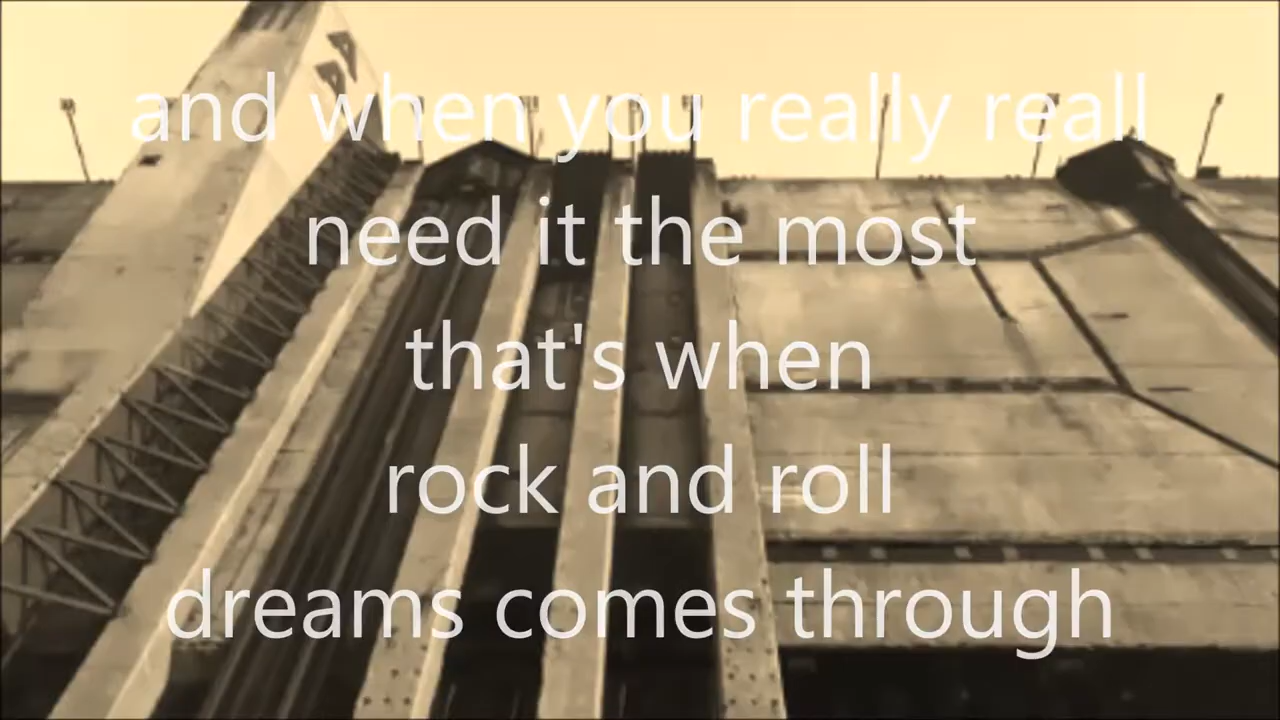 and when you really reall
need it the most
that's when
rock and roll
dreams comes through